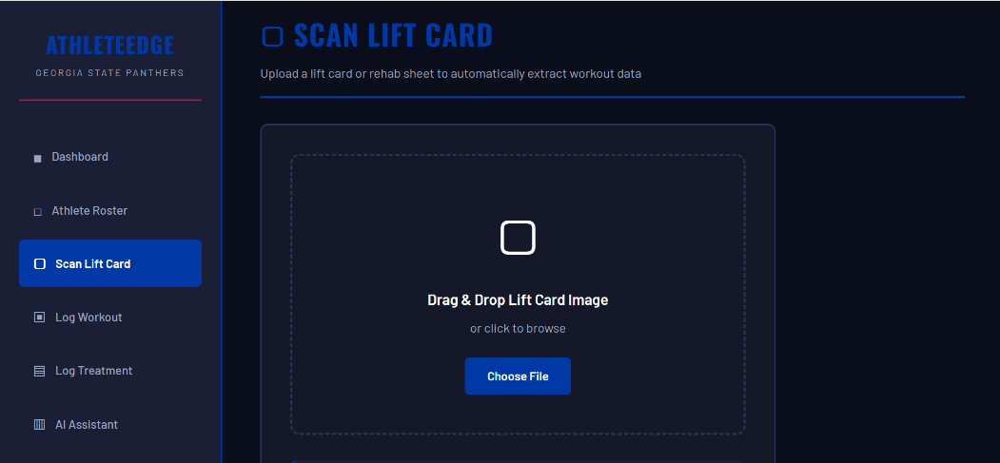 ATHLETEEDGE
GEORGIA STATE PANTHERS
Dashboard
Athlete Roster
Scan Lift Card
Log Workout
Log Treatment
AI Assistant
SCAN LIFT CARD
Upload a lift card or rehab sheet to automatically extract workout data
Drag & Drop Lift Card Image
or click to browse
Choose File